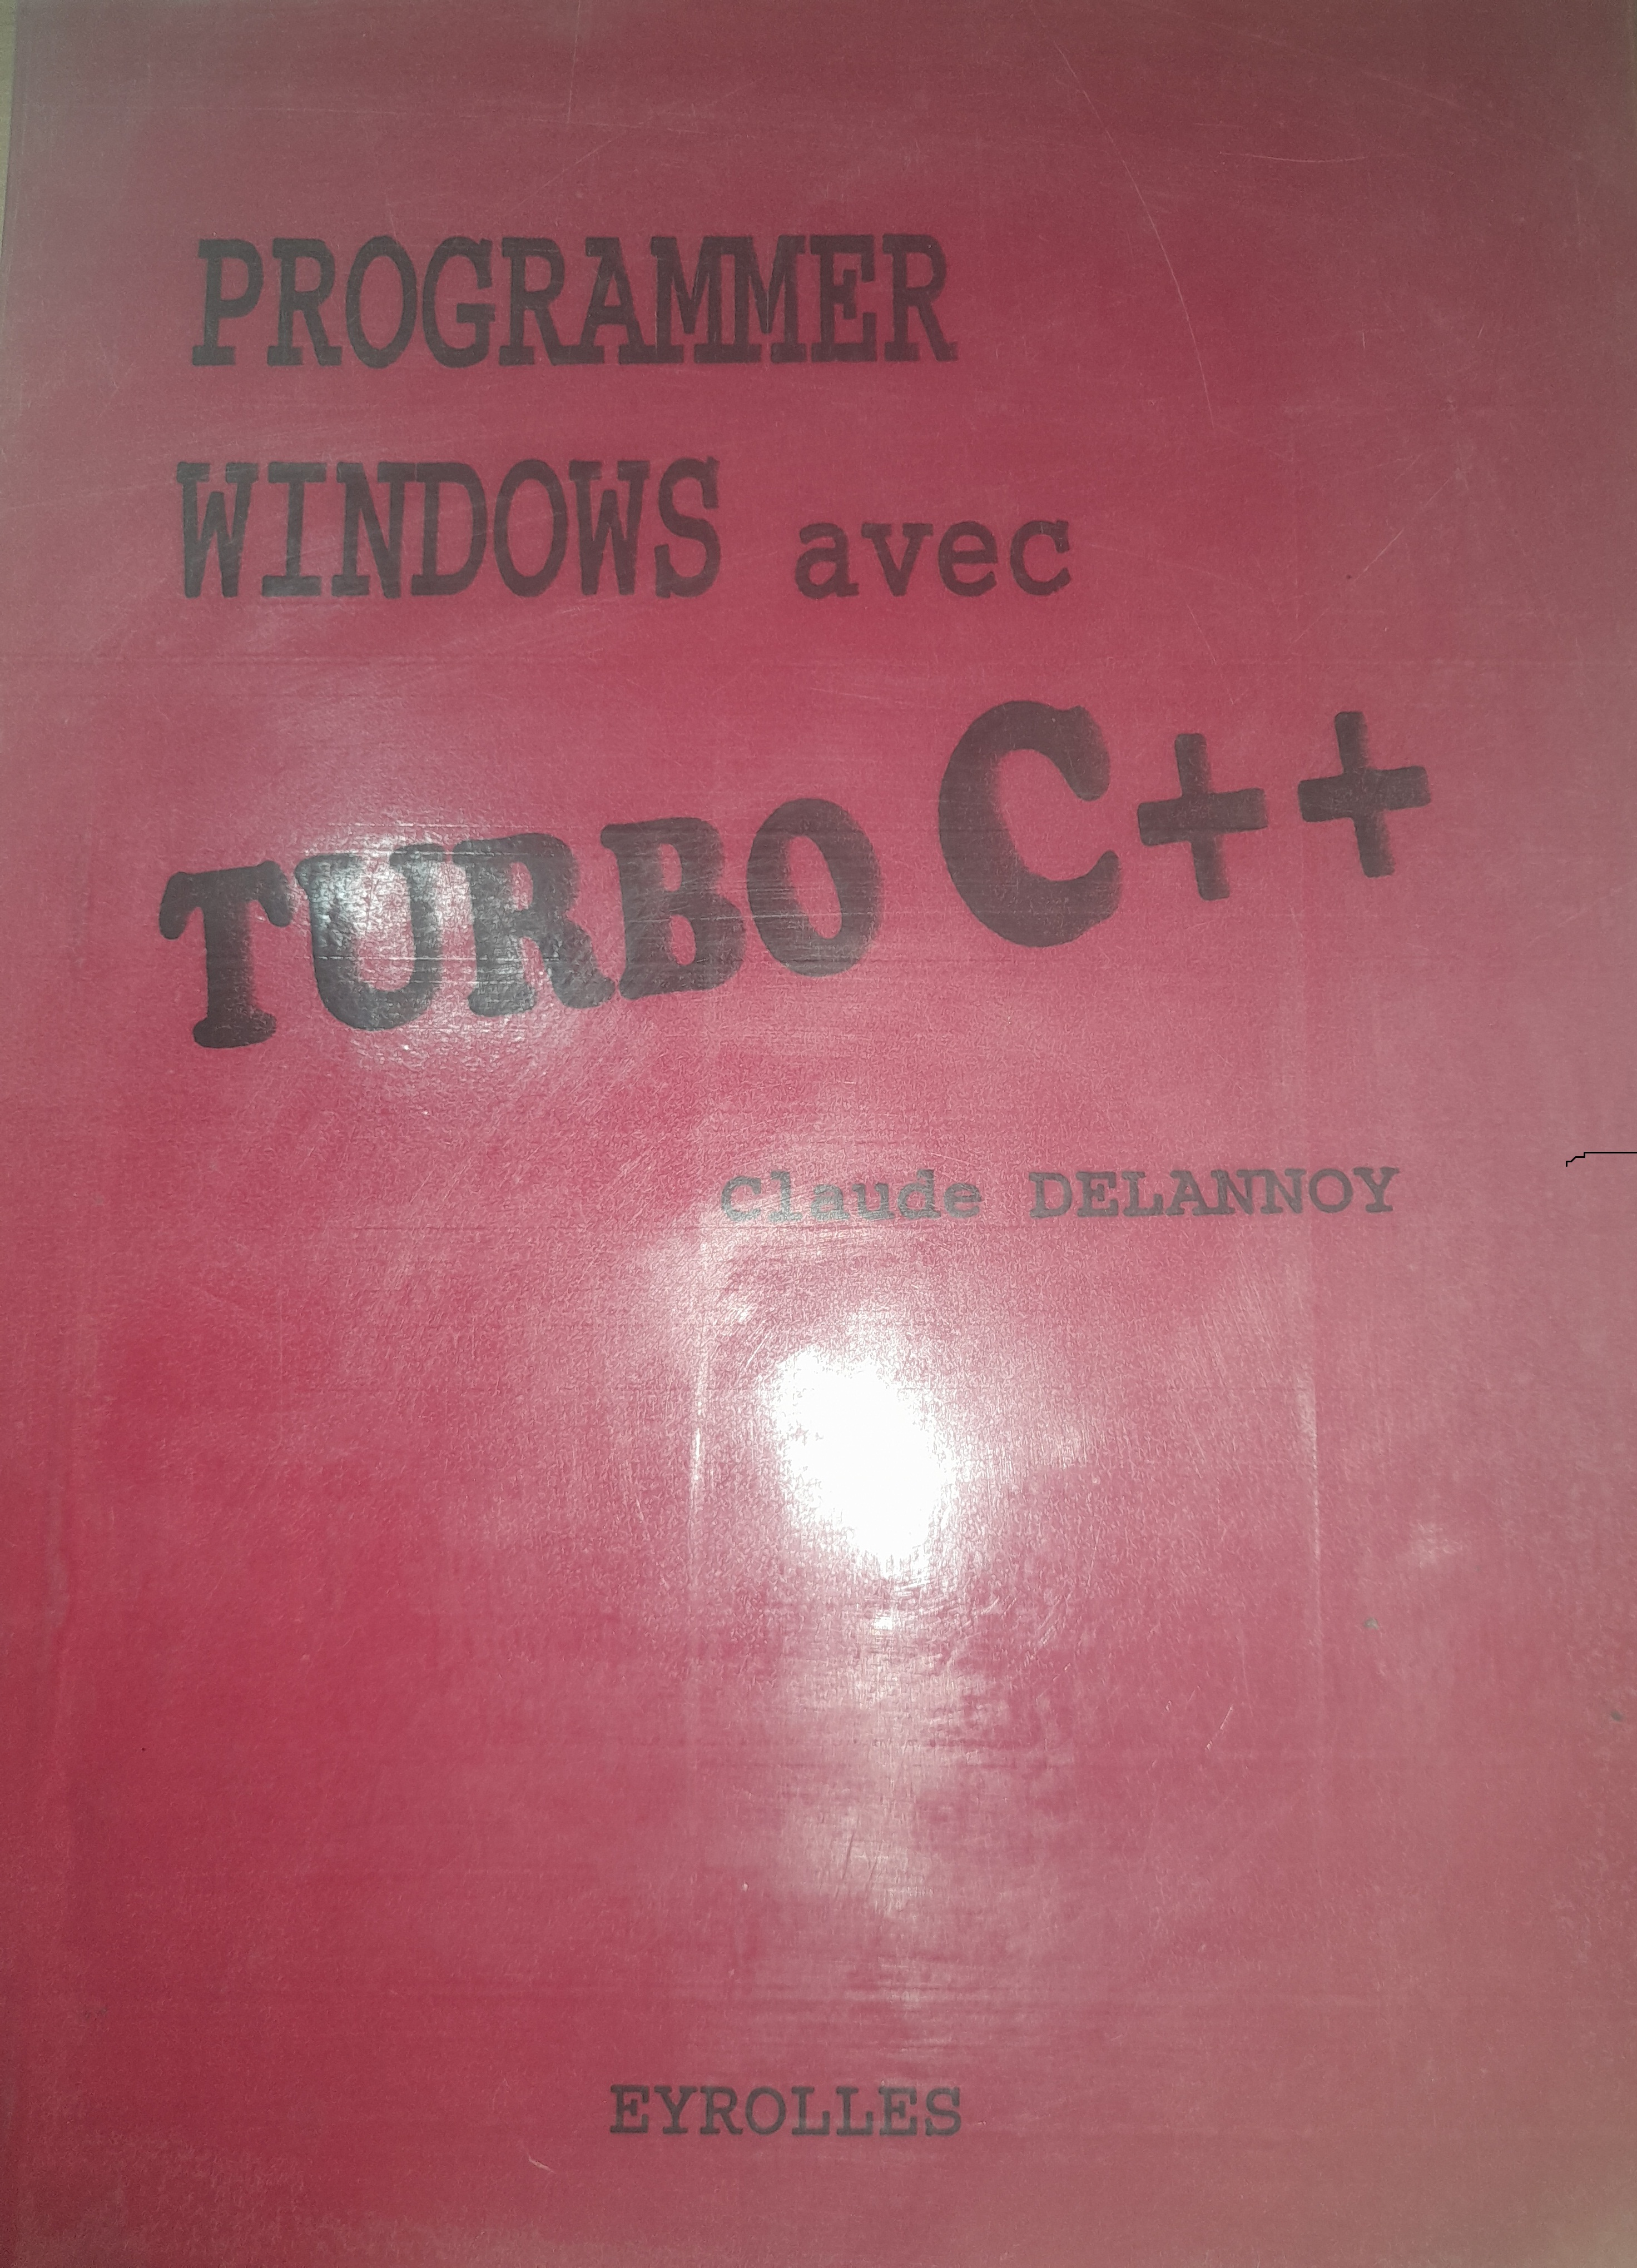 PROGRAMMER
WINDOWS avec
TURBO C++
Claude DELANNOY
EYROLLES